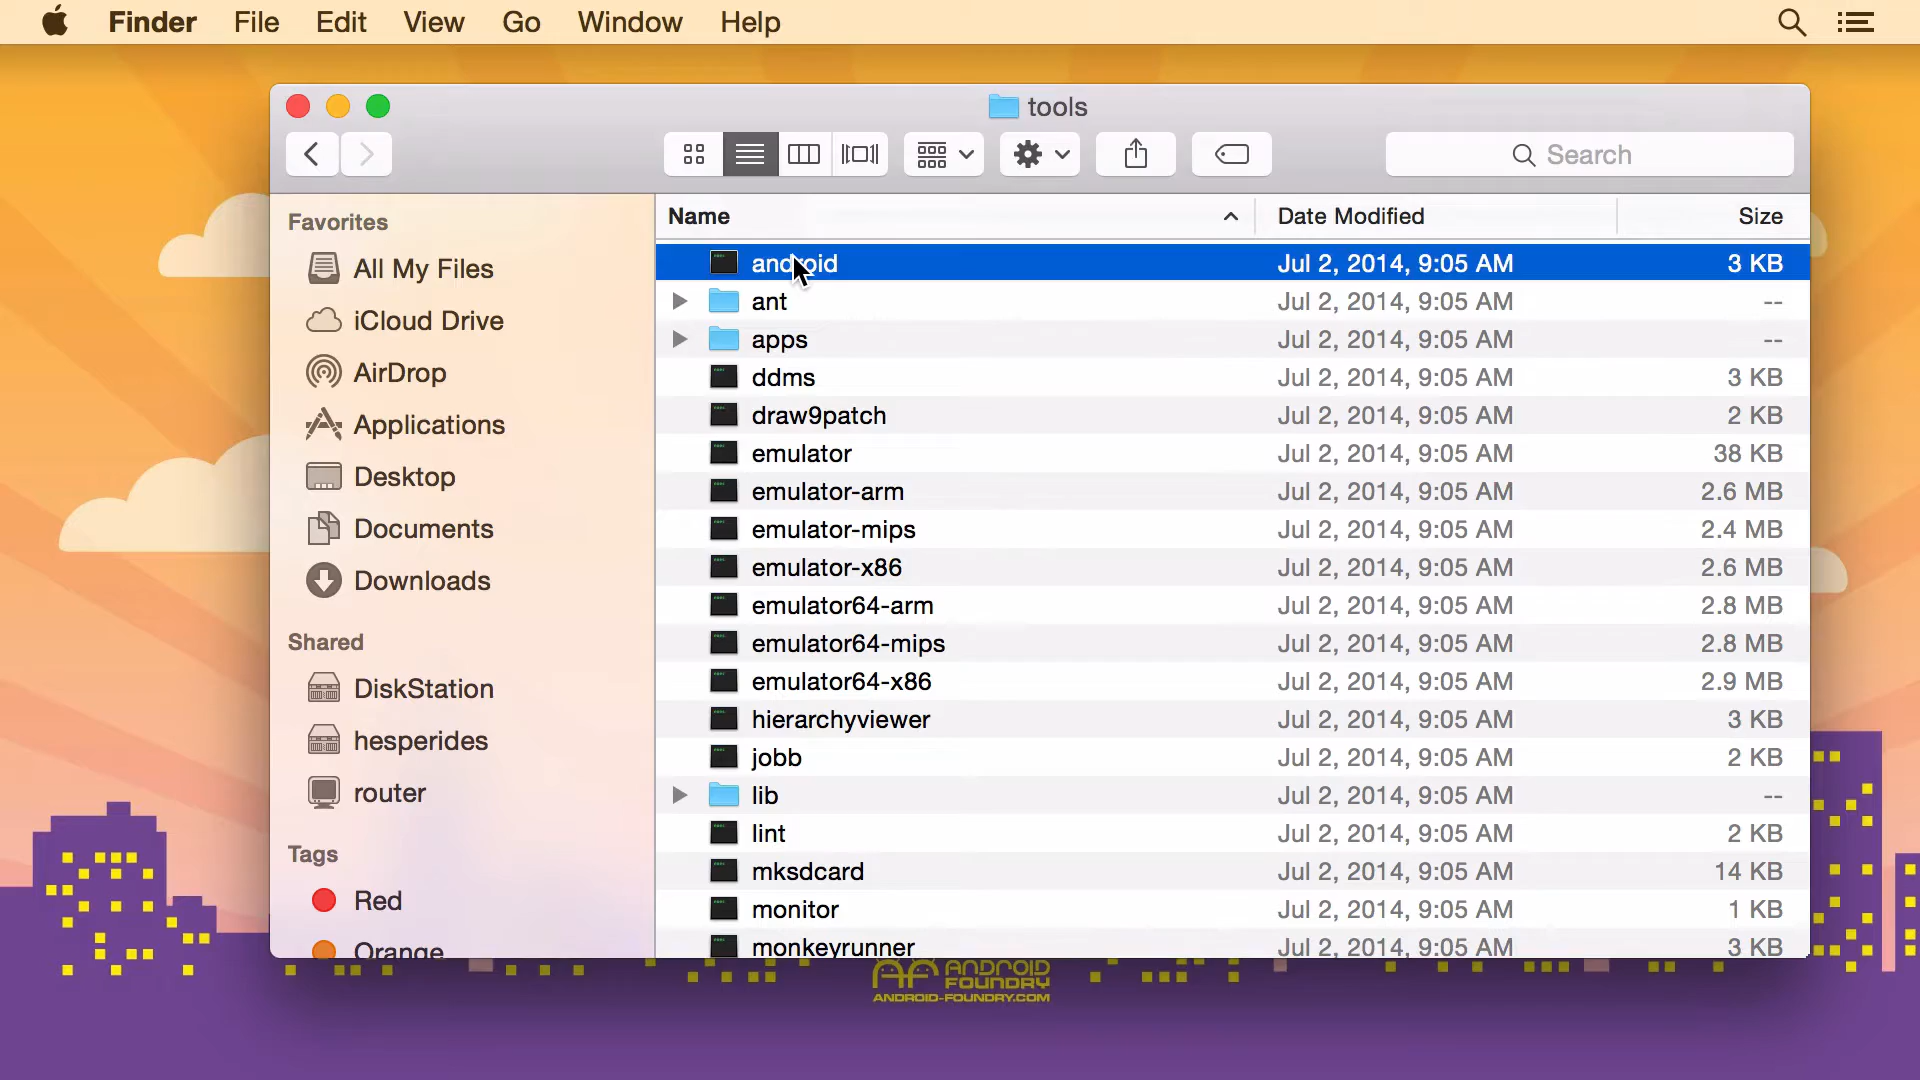 Finder File Edit View Go Window Help
tools
Search
Favorites
All My Files
iCloud Drive
AirDrop
Applications
Desktop
Documents
Downloads
Shared
DiskStation
hesperides
router
Tags
Red
Orange
Name Date Modified Size
android Jul 2, 2014, 9:05 AM 3 KB
ant Jul 2, 2014, 9:05 AM --
apps Jul 2, 2014, 9:05 AM --
ddms Jul 2, 2014, 9:05 AM 3 KB
draw9patch Jul 2, 2014, 9:05 AM 2 KB
emulator Jul 2, 2014, 9:05 AM 38 KB
emulator-arm Jul 2, 2014, 9:05 AM 2.6 MB
emulator-mips Jul 2, 2014, 9:05 AM 2.4 MB
emulator-x86 Jul 2, 2014, 9:05 AM 2.6 MB
emulator64-arm Jul 2, 2014, 9:05 AM 2.8 MB
emulator64-mips Jul 2, 2014, 9:05 AM 2.8 MB
emulator64-x86 Jul 2, 2014, 9:05 AM 2.9 MB
hierarchyviewer Jul 2, 2014, 9:05 AM 3 KB
jobb Jul 2, 2014, 9:05 AM 2 KB
lib Jul 2, 2014, 9:05 AM --
lint Jul 2, 2014, 9:05 AM 2 KB
mksdcard Jul 2, 2014, 9:05 AM 14 KB
monitor Jul 2, 2014, 9:05 AM 1 KB
monkeyrunner Jul 2, 2014, 9:05 AM 3 KB
ANDROID
FOUNDRY
ANDROID-FOUNDRY.COM